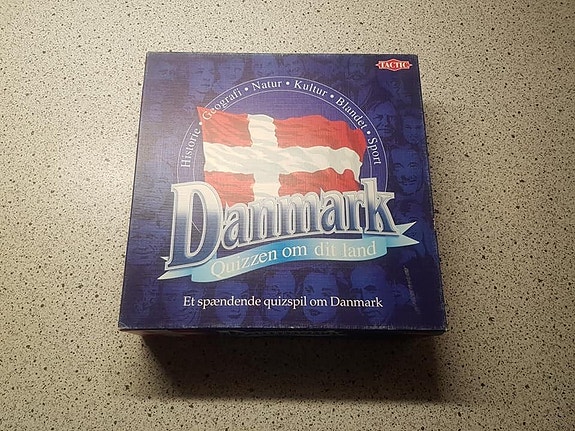 TACTIC
Historie • Geografi • Natur • Kultur • Blandet • Sport
Danmark
Quizzen om dit land
Et spændende quizspil om Danmark